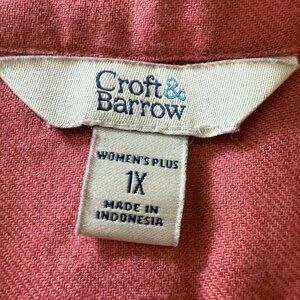 Croft&
Barrow
WOMEN'S PLUS
1X
MADE IN
INDONESIA